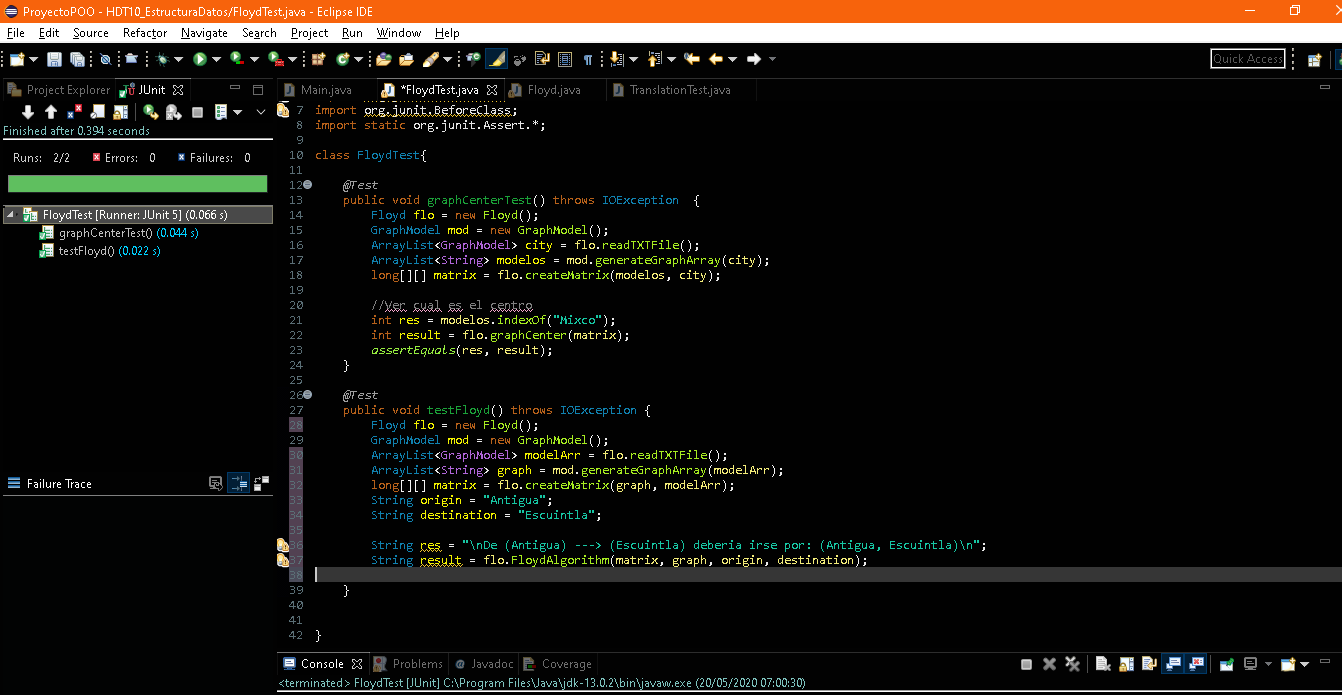 ProyectoPOO - HDT10_EstructuraDatos/FloydTest.java - Eclipse IDE
File Edit Source Refactor Navigate Search Project Run Window Help
Quick Access
Project Explorer JUnit
Main.java *FloydTest.java Floyd.java TranslationTest.java
Finished after 0.394 seconds
Runs: 2/2 Errors: 0 Failures: 0
FloydTest [Runner: JUnit 5] (0.066 s)
graphCenterTest() (0.044 s)
testFloyd() (0.022 s)
Failure Trace
7 import org.junit.BeforeClass;
8 import static org.junit.Assert.*;
9
10 class FloydTest{
11
12 @Test
13 public void graphCenterTest() throws IOException {
14 Floyd flo = new Floyd();
15 GraphModel mod = new GraphModel();
16 ArrayList<GraphModel> city = flo.readTXTFile();
17 ArrayList<String> modelos = mod.generateGraphArray(city);
18 long[][] matrix = flo.createMatrix(modelos, city);
19
20 //Ver cual es el centro
21 int res = modelos.indexOf("Mixco");
22 int result = flo.graphCenter(matrix);
23 assertEquals(res, result);
24 }
25
26 @Test
27 public void testFloyd() throws IOException {
28 Floyd flo = new Floyd();
29 GraphModel mod = new GraphModel();
30 ArrayList<GraphModel> modelArr = flo.readTXTFile();
31 ArrayList<String> graph = mod.generateGraphArray(modelArr);
32 long[][] matrix = flo.createMatrix(graph, modelArr);
33 String origin = "Antigua";
34 String destination = "Escuintla";
35
36 String res = "\nDe (Antigua) ---> (Escuintla) deberia irse por: (Antigua, Escuintla)\n";
37 String result = flo.FloydAlgorithm(matrix, graph, origin, destination);
38
39 }
40
41
42 }
Console Problems Javadoc Coverage
<terminated> FloydTest [JUnit] C:\Program Files\Java\jdk-13.0.2\bin\javaw.exe (20/05/2020 07:00:30)